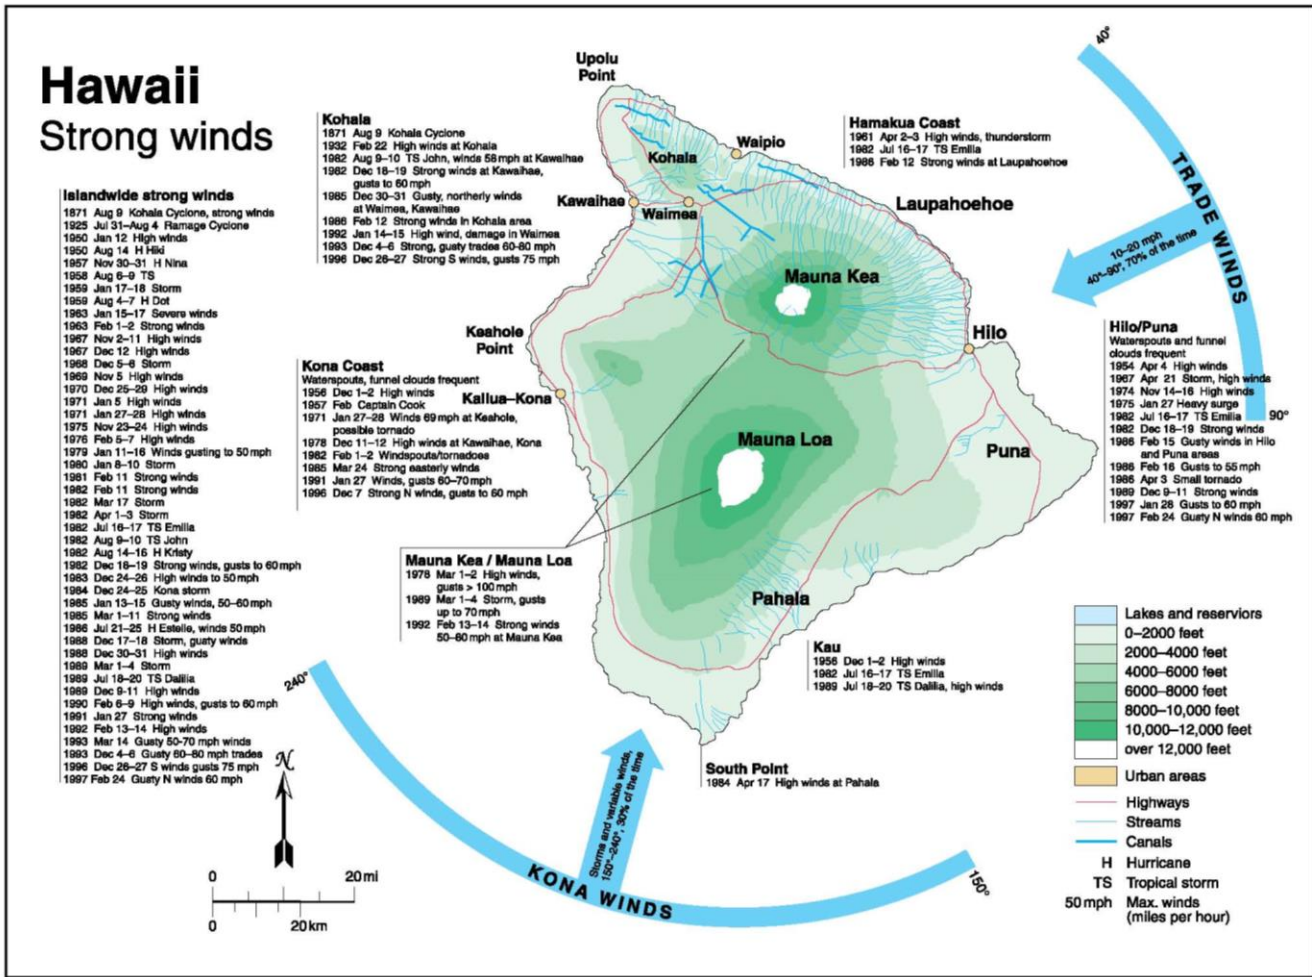 Hawaii
Strong winds
Islandwide strong winds
1871 Aug 9 Kohala Cyclone, strong winds
1925 Jul 31–Aug 4 Ramage Cyclone
1950 Jan 12 High winds
1950 Aug 14 H Hiki
1957 Nov 30–31 H Nina
1958 Aug 6–9 TS
1959 Jan 17–18 Storm
1959 Aug 4–7 H Dot
1963 Jan 15–17 Severe winds
1963 Feb 1–2 Strong winds
1967 Nov 2–11 High winds
1967 Dec 12 High winds
1968 Dec 5–6 Storm
1969 Nov 5 High winds
1970 Dec 25–29 High winds
1971 Jan 5 High winds
1971 Jan 27–28 High winds
1975 Nov 23–24 High winds
1976 Feb 5–7 High winds
1979 Jan 11–16 Winds gusting to 50 mph
1980 Jan 8–10 Storm
1981 Feb 11 Strong winds
1982 Feb 11 Strong winds
1982 Mar 17 Storm
1982 Apr 1–3 Storm
1982 Jul 16–17 TS Emilia
1982 Aug 9–10 TS John
1982 Aug 14–16 H Kristy
1982 Dec 18–19 Strong winds, gusts to 60 mph
1983 Dec 24–26 High winds to 50 mph
1984 Dec 24–25 Kona storm
1985 Jan 13–15 Gusty winds, 50–60 mph
1985 Mar 1–11 Strong winds
1986 Jul 21–25 H Estelle, winds 50 mph
1988 Dec 17–18 Storm, gusty winds
1988 Dec 30–31 High winds
1989 Mar 1–4 Storm
1989 Jul 18–20 TS Dalilia
1989 Dec 9-11 High winds
1990 Feb 6–9 High winds, gusts to 60 mph
1991 Jan 27 Strong winds
1992 Feb 13–14 High winds
1993 Mar 14 Gusty 50-70 mph winds
1993 Dec 4–6 Gusty 60–80 mph trades
1996 Dec 26–27 S winds gusts 75 mph
1997 Feb 24 Gusty N winds 60 mph
Kohala
1871 Aug 9 Kohala Cyclone
1932 Feb 22 High winds at Kohala
1982 Aug 9–10 TS John, winds 58 mph at Kawaihae
1982 Dec 18–19 Strong winds at Kawaihae,
gusts to 60 mph
1985 Dec 30–31 Gusty, northerly winds
at Waimea, Kawaihae
1986 Feb 12 Strong winds in Kohala area
1992 Jan 14–15 High wind, damage in Waimea
1993 Dec 4–6 Strong, gusty trades 60-80 mph
1996 Dec 26–27 Strong S winds, gusts 75 mph
Kona Coast
Waterspouts, funnel clouds frequent
1956 Dec 1–2 High winds
1957 Feb Captain Cook
1971 Jan 27–28 Winds 69 mph at Keahole,
possible tornado
1978 Dec 11–12 High winds at Kawaihae, Kona
1982 Feb 1–2 Windspouts/tornadoes
1985 Mar 24 Strong easterly winds
1991 Jan 27 Winds, gusts 60–70 mph
1996 Dec 7 Strong N winds, gusts to 60 mph
Mauna Kea / Mauna Loa
1978 Mar 1–2 High winds,
gusts > 100 mph
1989 Mar 1–4 Storm, gusts
up to 70 mph
1992 Feb 13–14 Strong winds
50–80 mph at Mauna Kea
Hamakua Coast
1961 Apr 2–3 High winds, thunderstorm
1982 Jul 16–17 TS Emilia
1986 Feb 12 Strong winds at Laupahoehoe
Hilo/Puna
Waterspouts and funnel
clouds frequent
1954 Apr 4 High winds
1967 Apr 21 Storm, high winds
1974 Nov 14–16 High winds
1975 Jan 27 Heavy surge
1982 Jul 16–17 TS Emilia
1982 Dec 18–19 Strong winds
1986 Feb 15 Gusty winds in Hilo
and Puna areas
1986 Feb 16 Gusts to 55 mph
1986 Apr 3 Small tornado
1989 Dec 9–11 Strong winds
1997 Jan 28 Gusts to 60 mph
1997 Feb 24 Gusty N winds 60 mph
Kau
1956 Dec 1–2 High winds
1982 Jul 16–17 TS Emilia
1989 Jul 18–20 TS Dalilia, high winds
South Point
1984 Apr 17 High winds at Pahala
Upolu
Point
Kohala
Waipio
Kawaihae
Waimea
Laupahoehoe
Mauna Kea
Keahole
Point
Hilo
Kailua–Kona
Mauna Loa
Puna
Pahala
40°
TRADE WINDS
10–20 mph
40°–90°, 70% of the time
90°
240°
KONA WINDS
Storms and variable winds,
150°–240°, 30% of the time
150°
N
0 20 mi
0 20 km
Lakes and reserviors
0–2000 feet
2000–4000 feet
4000–6000 feet
6000–8000 feet
8000–10,000 feet
10,000–12,000 feet
over 12,000 feet
Urban areas
Highways
Streams
Canals
H Hurricane
TS Tropical storm
50 mph Max. winds
(miles per hour)